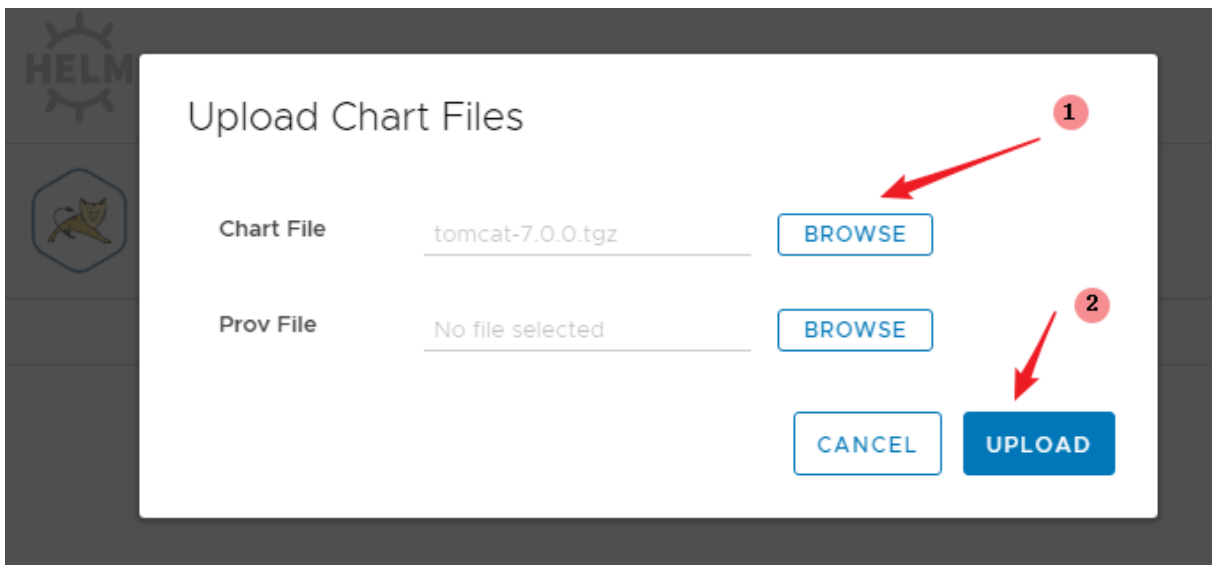 HELM
Upload Chart Files
1
Chart File tomcat-7.0.0.tgz BROWSE
2
Prov File No file selected BROWSE
CANCEL UPLOAD